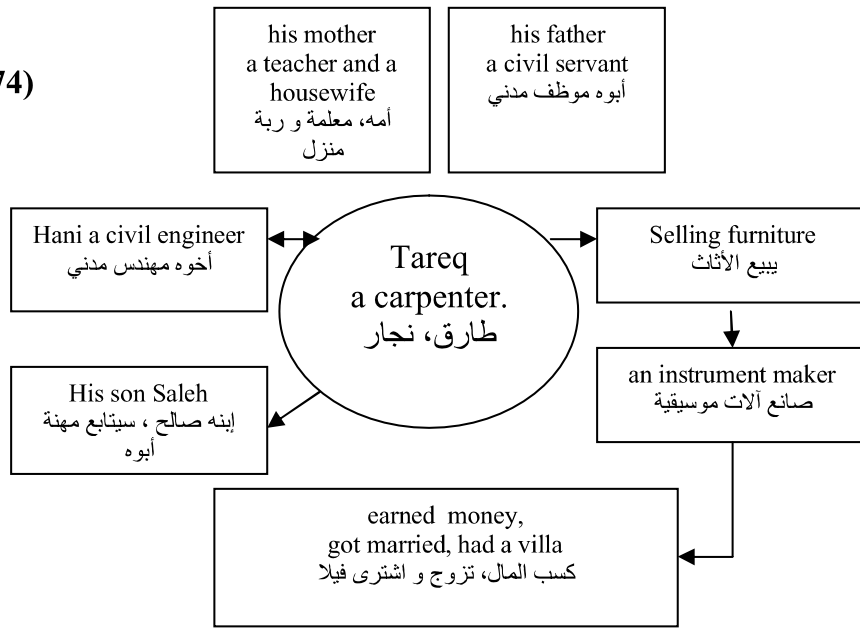 74)
his mother
a teacher and a
housewife
أمه، معلمة و ربة
منزل
his father
a civil servant
أبوه موظف مدني
Hani a civil engineer
أخوه مهندس مدني
Tareq
a carpenter.
طارق، نجار
Selling furniture
يبيع الأثاث
His son Saleh
إبنه صالح ، سيتابع مهنة
أبوه
an instrument maker
صانع آلات موسيقية
earned money,
got married, had a villa
كسب المال، تزوج و اشترى فيلا